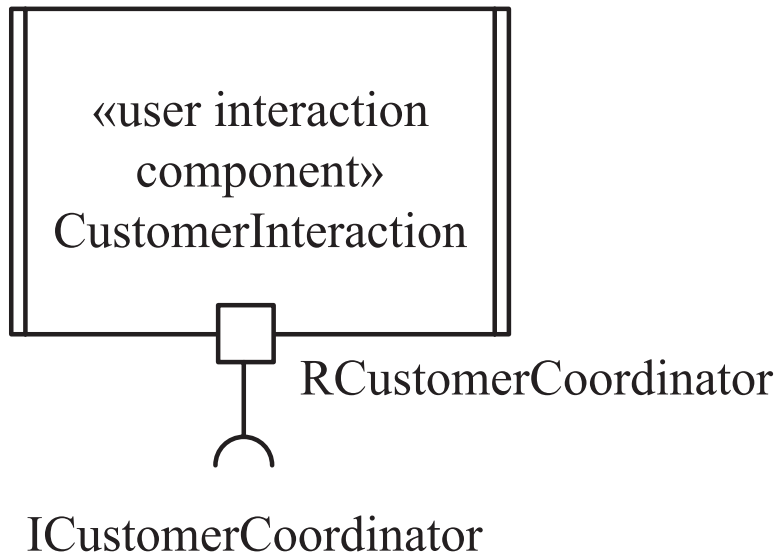 «user interaction
component»
CustomerInteraction
RCustomerCoordinator
ICustomerCoordinator